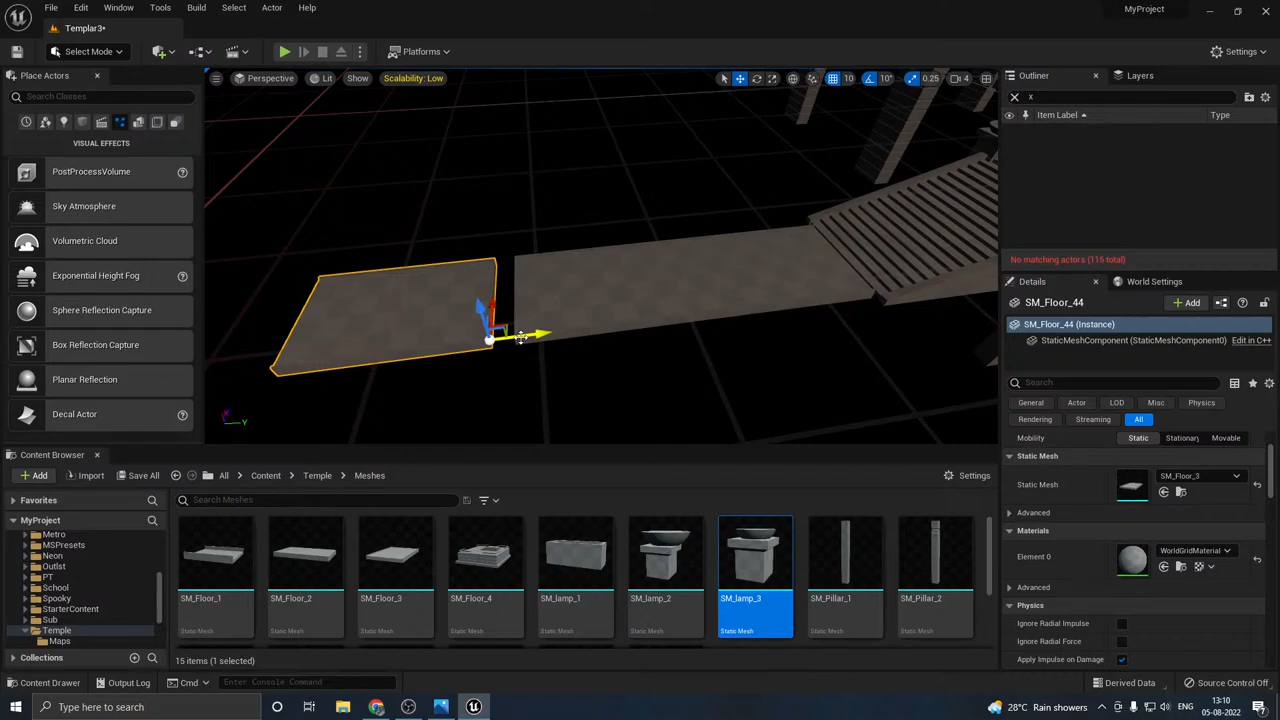 File Edit Window Tools Build Select Actor Help MyProject
Templar3*
Select Mode Platforms Settings
Place Actors
Search Classes
VISUAL EFFECTS
PostProcessVolume
Sky Atmosphere
Volumetric Cloud
Exponential Height Fog
Sphere Reflection Capture
Box Reflection Capture
Planar Reflection
Decal Actor
Perspective Lit Show Scalability: Low 10 10° 0.25 4
X Y
Outliner Layers
x
Item Label Type
No matching actors (115 total)
Details World Settings
SM_Floor_44 Add
SM_Floor_44 (Instance)
StaticMeshComponent (StaticMeshComponent0) Edit in C++
Search
General Actor LOD Misc Physics
Rendering Streaming All
Mobility Static Stationary Movable
Static Mesh
Static Mesh SM_Floor_3
Advanced
Materials
Element 0 WorldGridMaterial
Advanced
Physics
Ignore Radial Impulse
Ignore Radial Force
Apply Impulse on Damage
Content Browser
Add Import Save All All Content Temple Meshes Settings
Favorites
MyProject
Metro
MSPresets
Neon
Outlst
PT
School
Spooky
StarterContent
Sub
Temple
Maps
Collections
Search Meshes
SM_Floor_1 SM_Floor_2 SM_Floor_3 SM_Floor_4 SM_lamp_1 SM_lamp_2 SM_lamp_3 SM_Pillar_1 SM_Pillar_2
Static Mesh Static Mesh Static Mesh Static Mesh Static Mesh Static Mesh Static Mesh Static Mesh Static Mesh
15 items (1 selected)
Content Drawer Output Log Cmd Enter Console Command Derived Data Source Control Off
Type here to search 28°C Rain showers ENG 13:10
05-08-2022